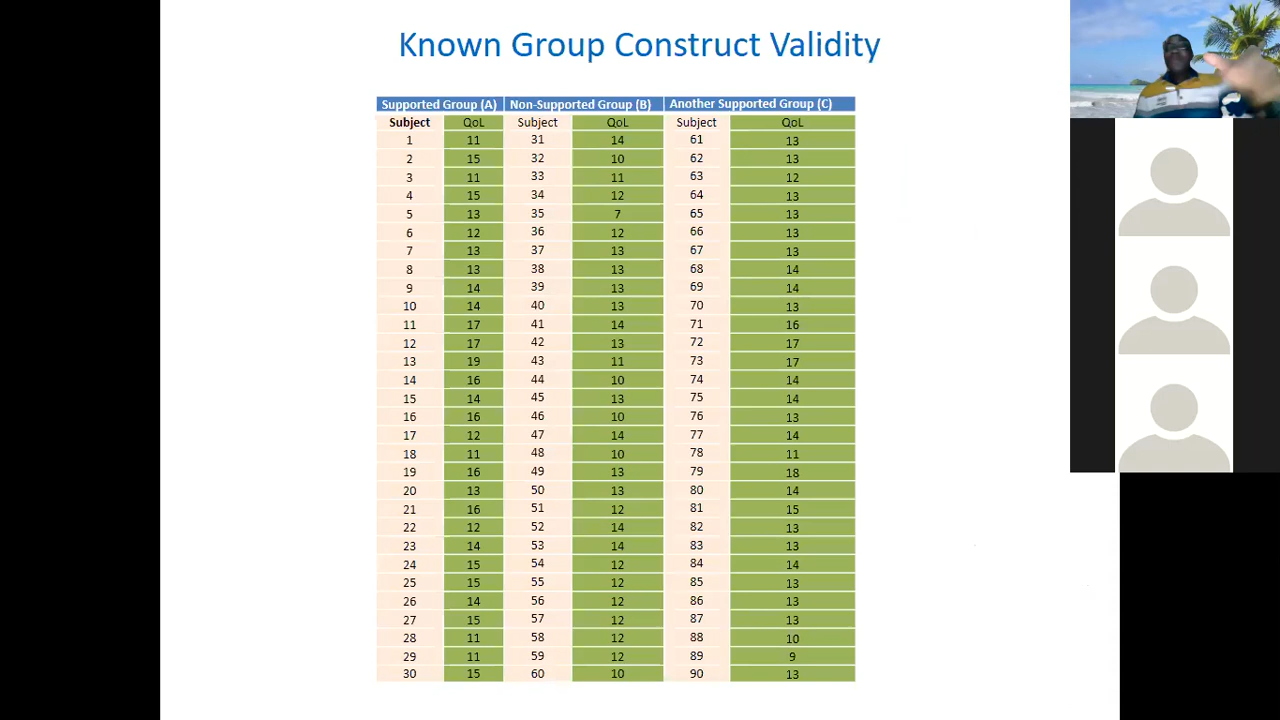 Known Group Construct Validity
Supported Group (A) Non-Supported Group (B) Another Supported Group (C)
Subject QoL Subject QoL Subject QoL
1 11 31 14 61 13
2 15 32 10 62 13
3 11 33 11 63 12
4 15 34 12 64 13
5 13 35 7 65 13
6 12 36 12 66 13
7 13 37 13 67 13
8 13 38 13 68 14
9 14 39 13 69 14
10 14 40 13 70 13
11 17 41 14 71 16
12 17 42 13 72 17
13 19 43 11 73 17
14 16 44 10 74 14
15 14 45 13 75 14
16 16 46 10 76 13
17 12 47 14 77 14
18 11 48 10 78 11
19 16 49 13 79 18
20 13 50 13 80 14
21 16 51 12 81 15
22 12 52 14 82 13
23 14 53 14 83 13
24 15 54 12 84 14
25 15 55 12 85 13
26 14 56 12 86 13
27 15 57 12 87 13
28 11 58 12 88 10
29 11 59 12 89 9
30 15 60 10 90 13